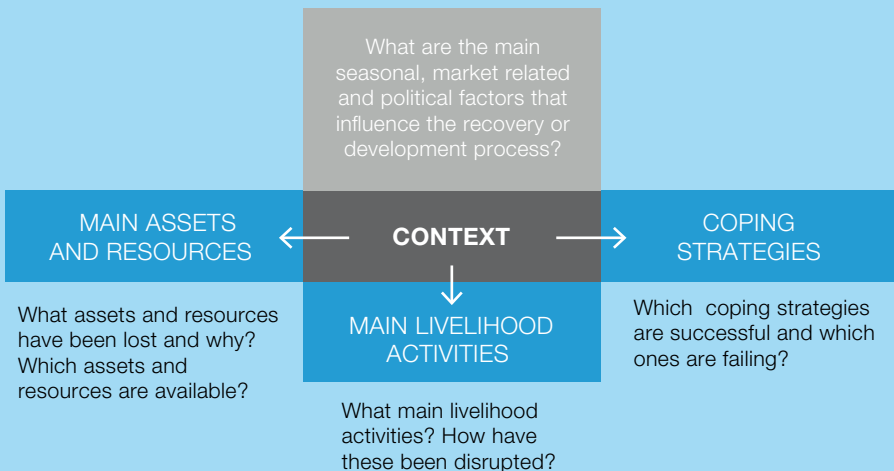 What are the main
seasonal, market related
and political factors that
influence the recovery or
development process?
MAIN ASSETS
AND RESOURCES
CONTEXT
COPING
STRATEGIES
What assets and resources
have been lost and why?
Which assets and
resources are available?
MAIN LIVELIHOOD
ACTIVITIES
Which  coping strategies
are successful and which
ones are failing?
What main livelihood
activities? How have
these been disrupted?